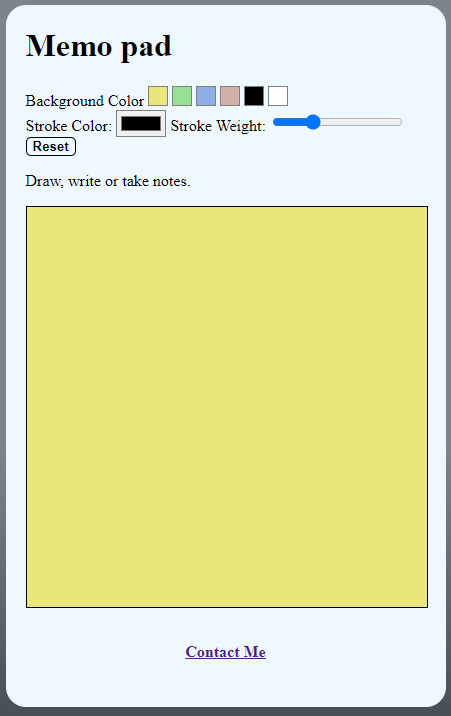 Memo pad
Background Color
Stroke Color: Stroke Weight:
Reset
Draw, write or take notes.
Contact Me